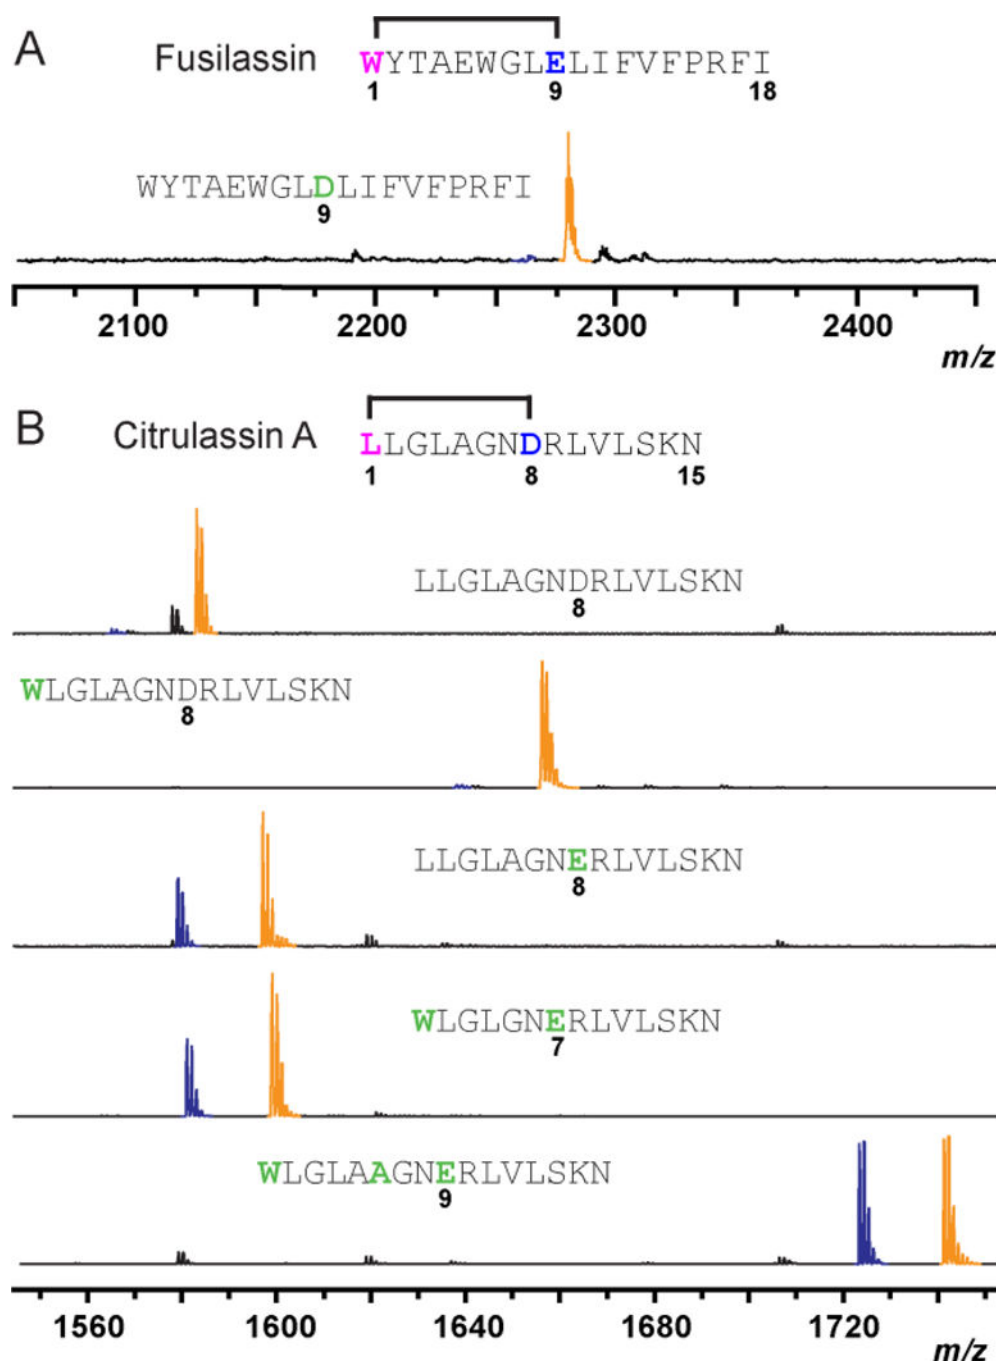 A
Fusilassin WYTAEWGLELIFVFPRFI
1 9 18
WYTAEWGLDLIFVFPRFI
9
2100 2200 2300 2400
m/z
B
Citrulassin A LLGLAGNDRLVLSKN
1 8 15
LLGLAGNDRLVLSKN
8
WLGLAGNDRLVLSKN
8
LLGLAGNERLVLSKN
8
WLGLGNERLVLSKN
7
WLGLAAGNERLVLSKN
9
1560 1600 1640 1680 1720
m/z